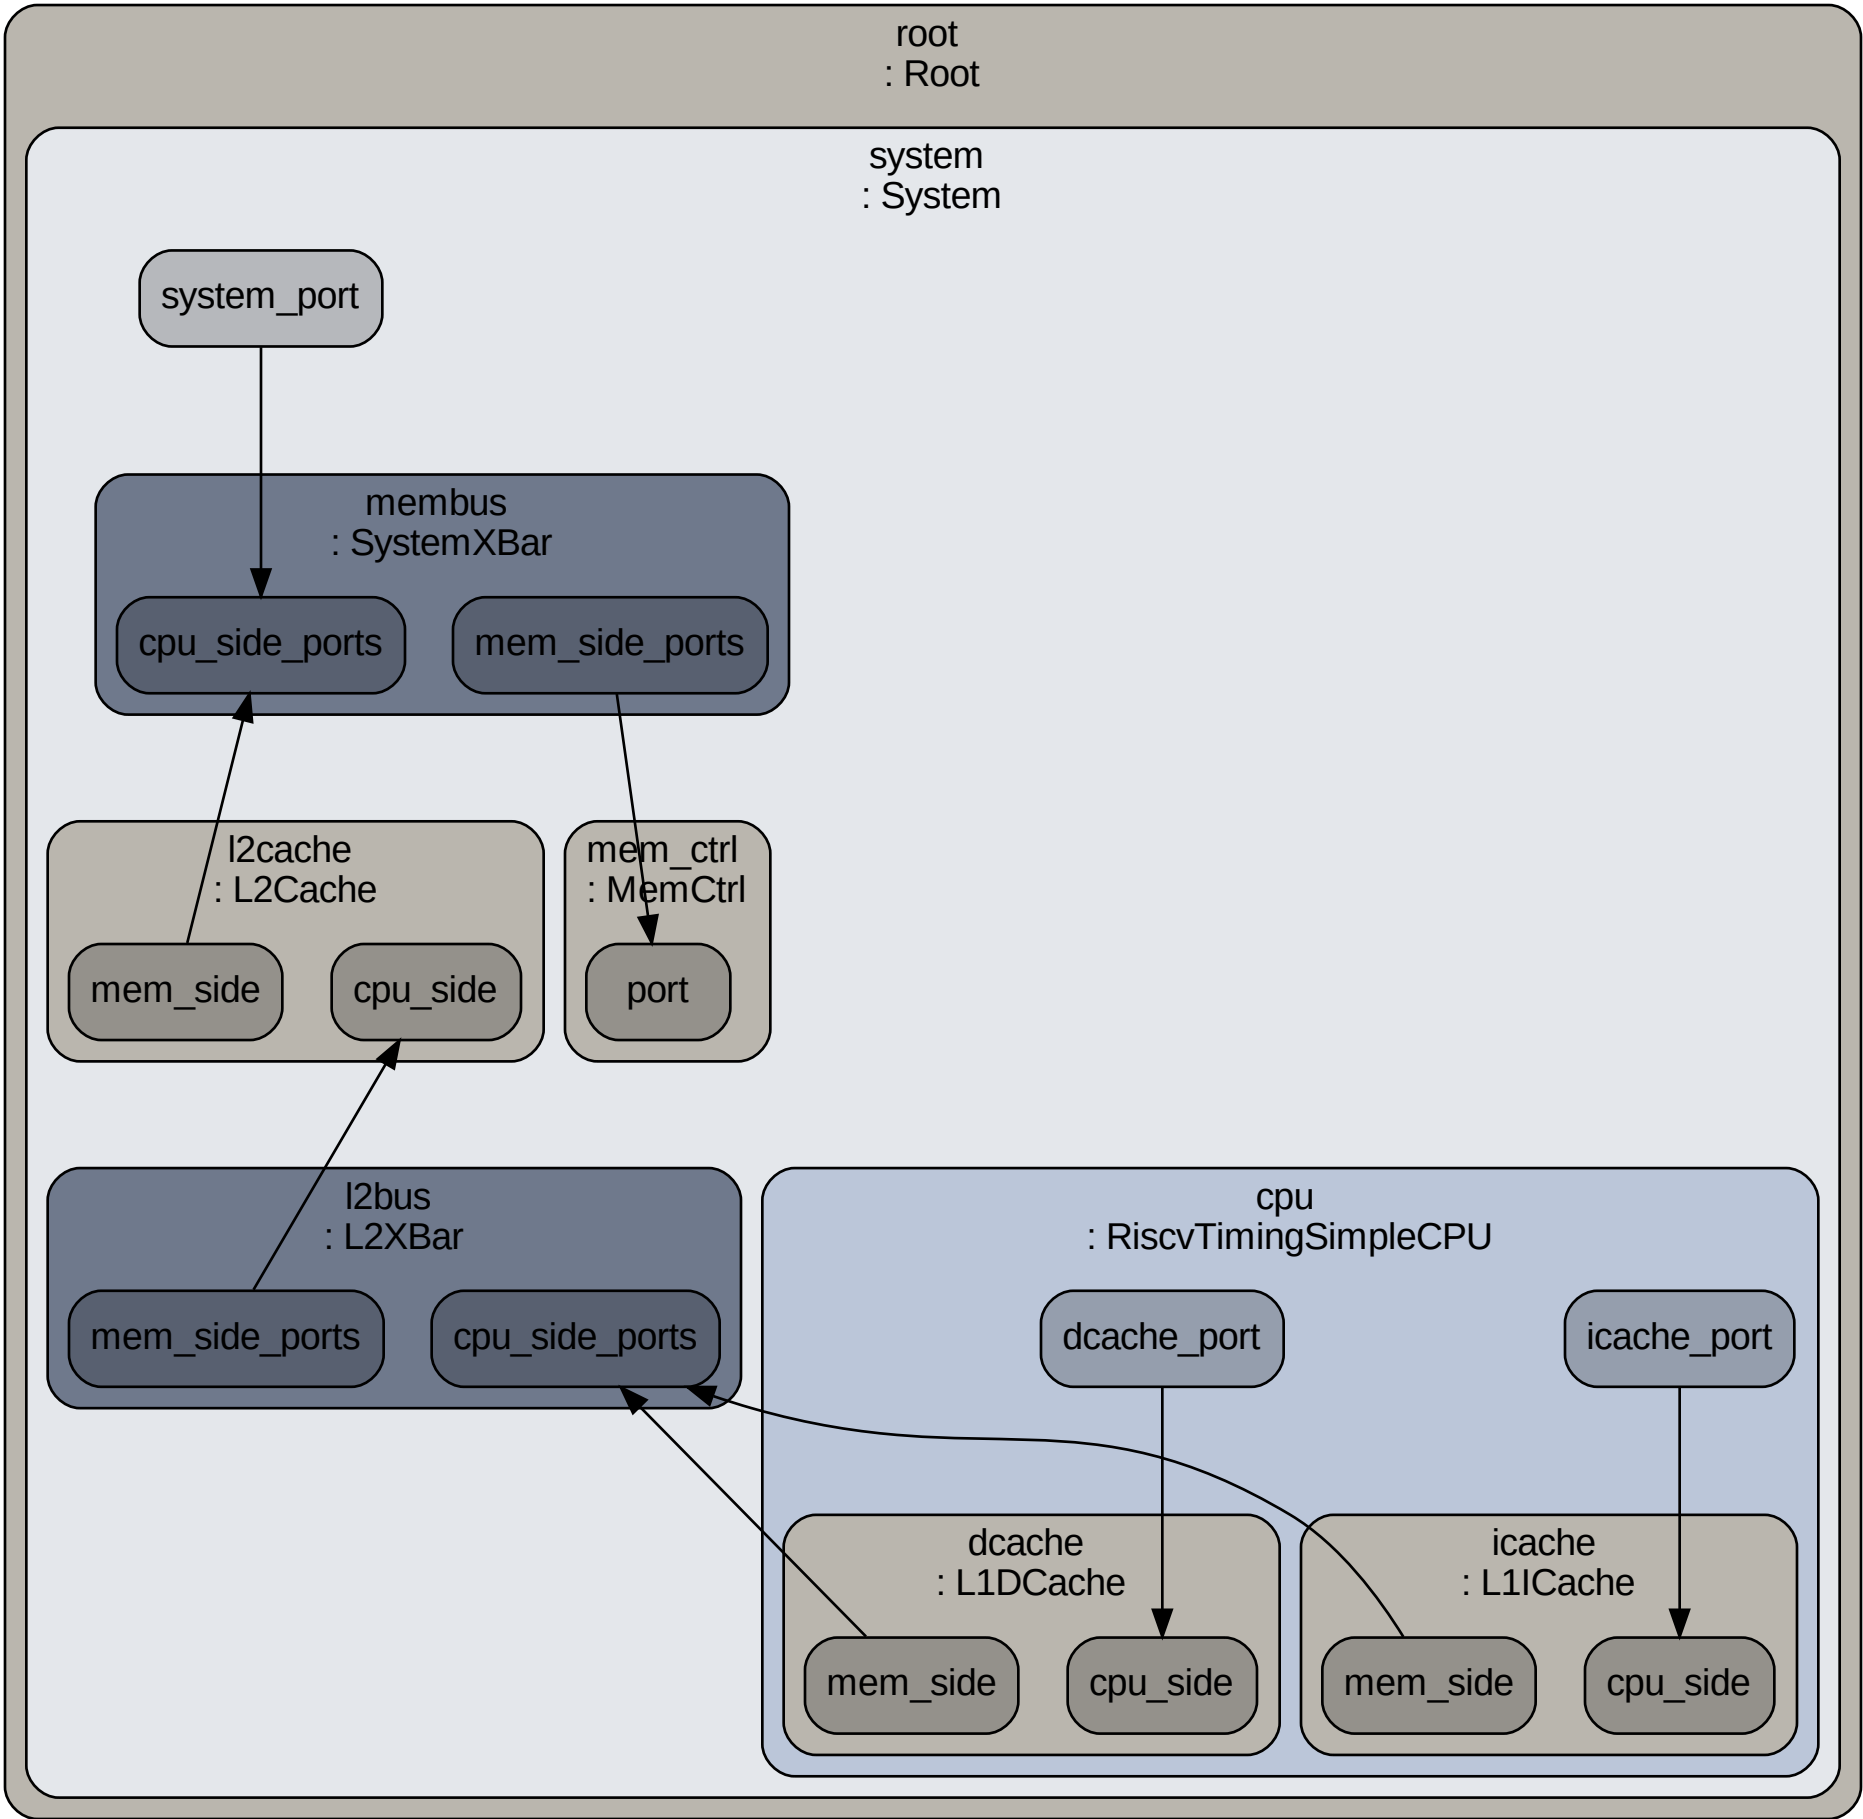 root
: Root
system
: System
system_port
membus
: SystemXBar
cpu_side_ports
mem_side_ports
l2cache
: L2Cache
mem_side
cpu_side
mem_ctrl
: MemCtrl
port
l2bus
: L2XBar
mem_side_ports
cpu_side_ports
cpu
: RiscvTimingSimpleCPU
dcache_port
icache_port
dcache
: L1DCache
mem_side
cpu_side
icache
: L1ICache
mem_side
cpu_side